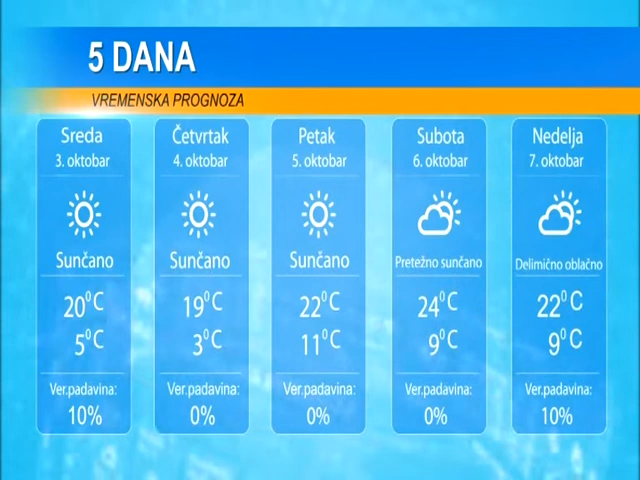 5 DANA
VREMENSKA PROGNOZA
Sreda
3. oktobar
Sunčano
20°C
5°C
Ver.padavina:
10%
Četvrtak
4. oktobar
Sunčano
19°C
3°C
Ver.padavina:
0%
Petak
5. oktobar
Sunčano
22°C
11°C
Ver.padavina:
0%
Subota
6. oktobar
Pretežno sunčano
24°C
9°C
Ver.padavina:
0%
Nedelja
7. oktobar
Delimično oblačno
22°C
9°C
Ver.padavina:
10%